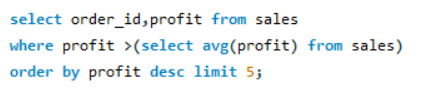 select order_id,profit from sales
where profit >(select avg(profit) from sales)
order by profit desc limit 5;